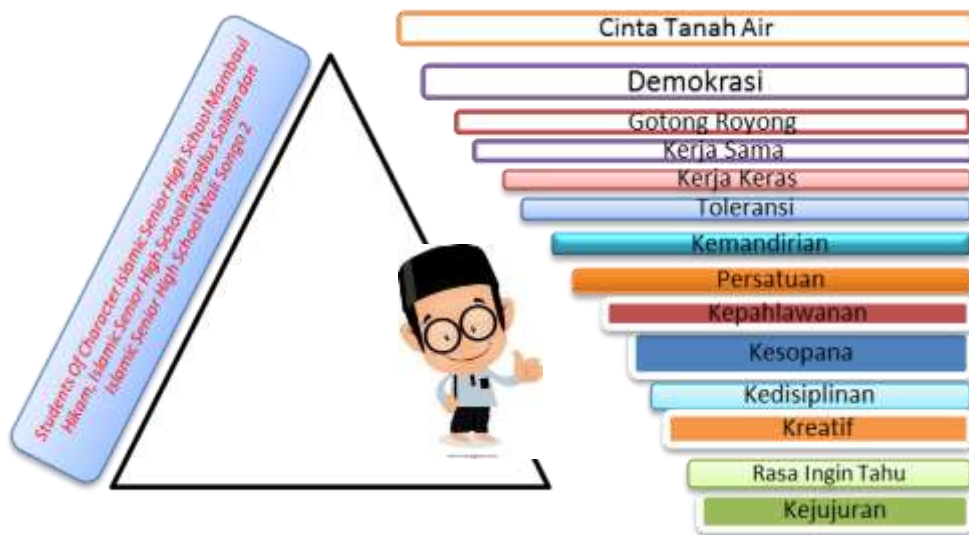 Students Of Character Islamic Senior High School Mambaul
Hikam, Islamic Senior High School Riyadlus Solihin dan
Islamic Senior High School Wali Songo 2
Cinta Tanah Air
Demokrasi
Gotong Royong
Kerja Sama
Kerja Keras
Toleransi
Kemandirian
Persatuan
Kepahlawanan
Kesopana
Kedisiplinan
Kreatif
Rasa Ingin Tahu
Kejujuran